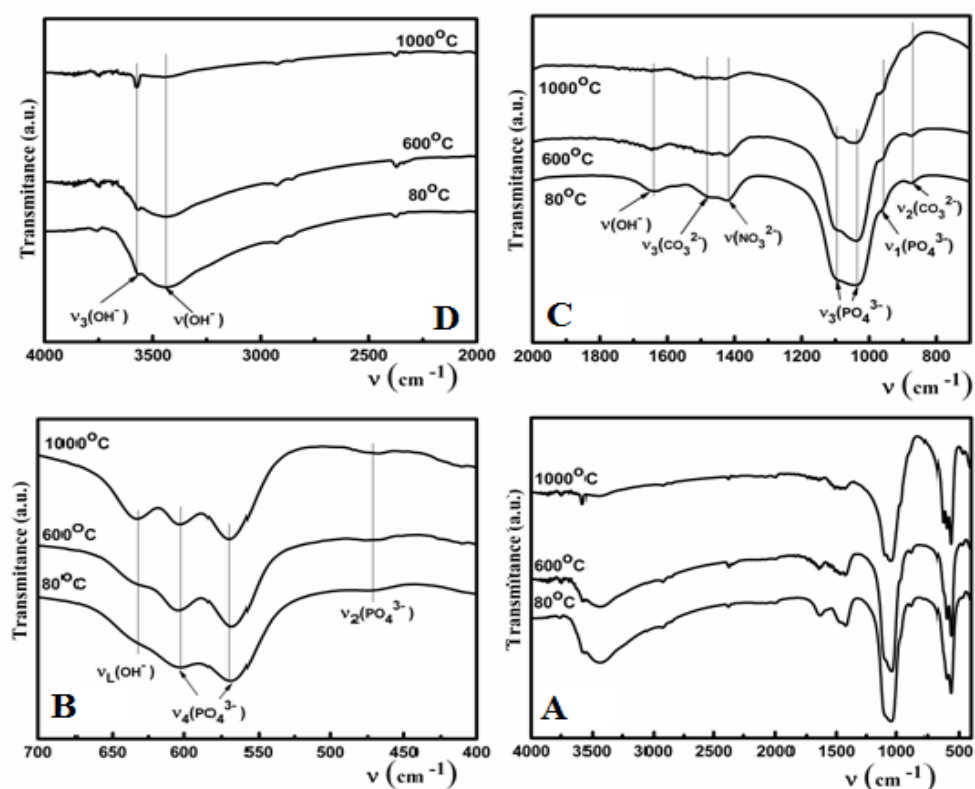 Transmitance (a.u.)
1000°C
600°C
80°C
ν₃(OH⁻)
ν(OH⁻)
D
4000 3500 3000 2500 2000
ν (cm⁻¹)
Transmitance (a.u.)
1000°C
600°C
80°C
ν(OH⁻)
ν₃(CO₃²⁻)
ν(NO₃²⁻)
ν₂(CO₃²⁻)
ν₁(PO₄³⁻)
ν₃(PO₄³⁻)
C
2000 1800 1600 1400 1200 1000 800
ν (cm⁻¹)
Transmitance (a.u.)
1000°C
600°C
80°C
ν_L(OH⁻)
ν₄(PO₄³⁻)
ν₂(PO₄³⁻)
B
700 650 600 550 500 450 400
ν (cm⁻¹)
Transmitance (a.u.)
1000°C
600°C
80°C
A
4000 3500 3000 2500 2000 1500 1000 500
ν (cm⁻¹)